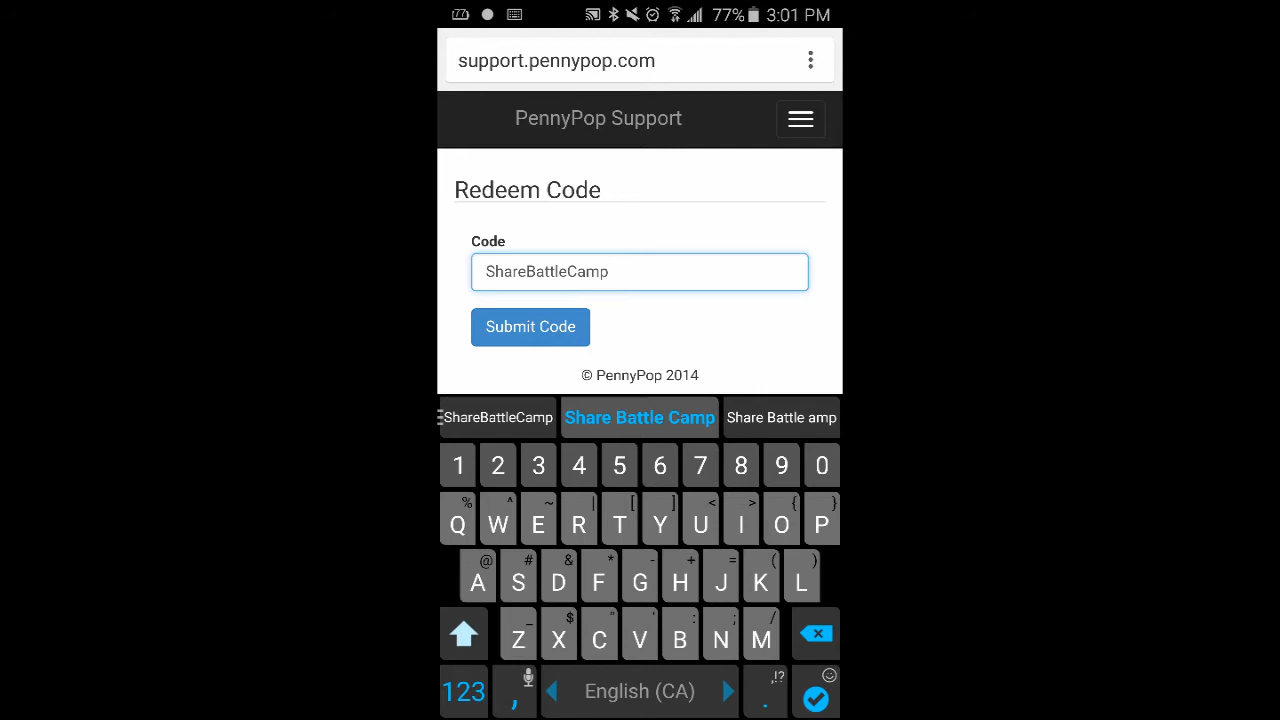 77 77% 3:01 PM
support.pennypop.com
PennyPop Support
Redeem Code
Code
ShareBattleCamp
Submit Code
© PennyPop 2014
ShareBattleCamp Share Battle Camp Share Battle amp
1 2 3 4 5 6 7 8 9 0
% ^ ~ | [ ] < > { }
Q W E R T Y U I O P
@ # & * - + = ( )
A S D F G H J K L
_ $ " ' : ; /
Z X C V B N M
,!?
123 , English (CA) .